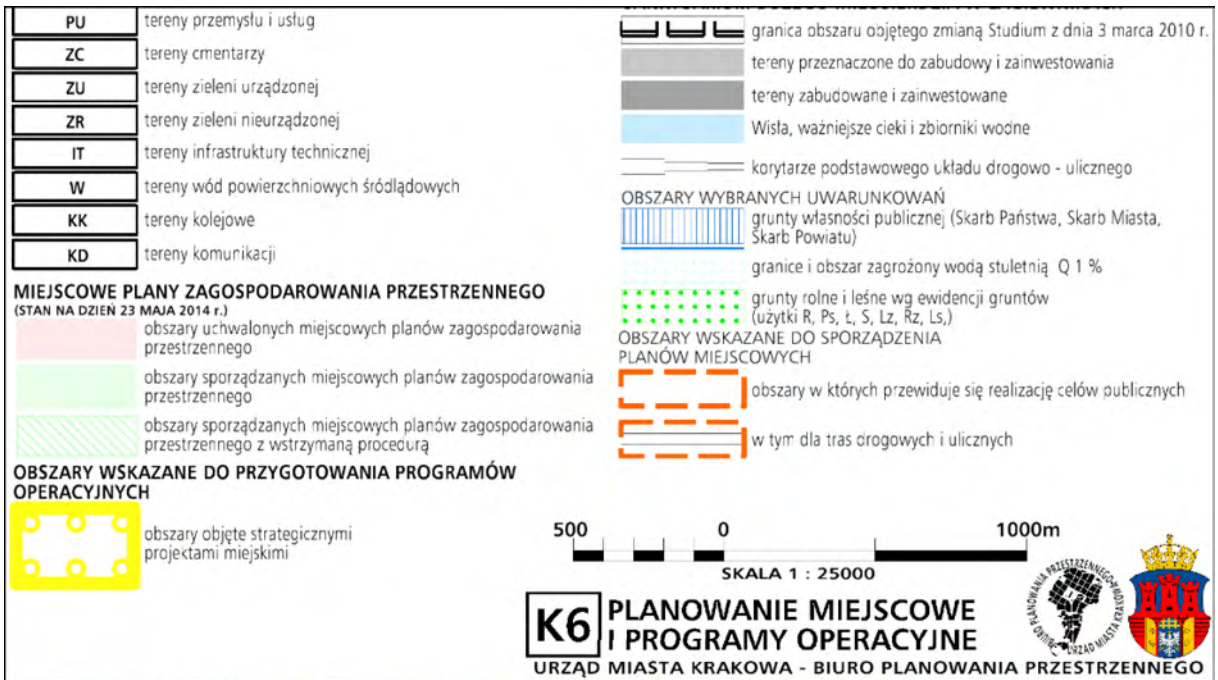 PU tereny przemysłu i usług
ZC tereny cmentarzy
ZU tereny zieleni urządzonej
ZR tereny zieleni nieurządzonej
IT tereny infrastruktury technicznej
W tereny wód powierzchniowych śródlądowych
KK tereny kolejowe
KD tereny komunikacji
MIEJSCOWE PLANY ZAGOSPODAROWANIA PRZESTRZENNEGO
(STAN NA DZIEŃ 23 MAJA 2014 r.)
obszary uchwalonych miejscowych planów zagospodarowania
przestrzennego
obszary sporządzanych miejscowych planów zagospodarowania
przestrzennego
obszary sporządzanych miejscowych planów zagospodarowania
przestrzennego z wstrzymaną procedurą
OBSZARY WSKAZANE DO PRZYGOTOWANIA PROGRAMÓW
OPERACYJNYCH
obszary objęte strategicznymi
projektami miejskimi
granica obszaru objętego zmianą Studium z dnia 3 marca 2010 r.
tereny przeznaczone do zabudowy i zainwestowania
tereny zabudowane i zainwestowane
Wisła, ważniejsze cieki i zbiorniki wodne
korytarze podstawowego układu drogowo - ulicznego
OBSZARY WYBRANYCH UWARUNKOWAŃ
grunty własności publicznej (Skarb Państwa, Skarb Miasta,
Skarb Powiatu)
granice i obszar zagrożony wodą stuletnią Q 1 %
grunty rolne i leśne wg ewidencji gruntów
(użytki R, Ps, Ł, S, Lz, Rz, Ls,)
OBSZARY WSKAZANE DO SPORZĄDZENIA
PLANÓW MIEJSCOWYCH
obszary w których przewiduje się realizację celów publicznych
w tym dla tras drogowych i ulicznych
500 0 1000m
SKALA 1 : 25000
K6 PLANOWANIE MIEJSCOWE
I PROGRAMY OPERACYJNE
BIURO PLANOWANIA PRZESTRZENNEGO URZĄD MIASTA KRAKOWA
URZĄD MIASTA KRAKOWA - BIURO PLANOWANIA PRZESTRZENNEGO